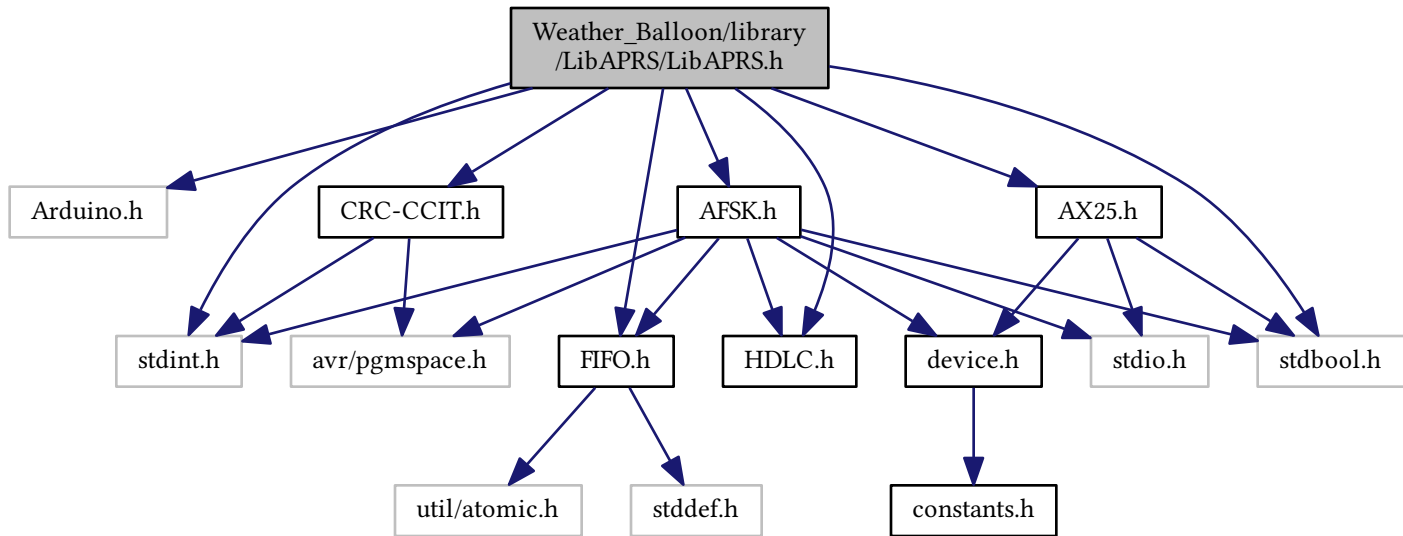 Weather_Balloon/library
/LibAPRS/LibAPRS.h
Arduino.h
CRC-CCIT.h
AFSK.h
AX25.h
stdint.h
avr/pgmspace.h
FIFO.h
HDLC.h
device.h
stdio.h
stdbool.h
util/atomic.h
stddef.h
constants.h